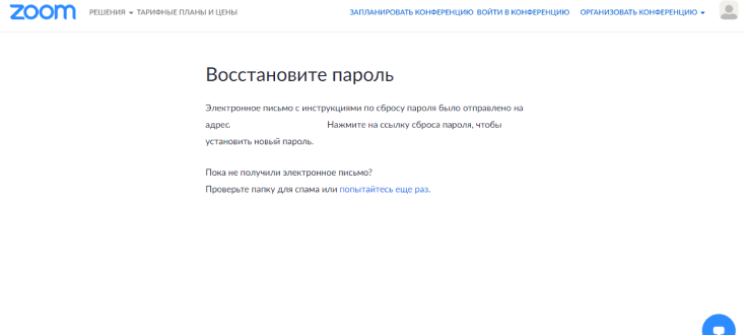 zoom РЕШЕНИЯ ТАРИФНЫЕ ПЛАНЫ И ЦЕНЫ ЗАПЛАНИРОВАТЬ КОНФЕРЕНЦИЮ ВОЙТИ В КОНФЕРЕНЦИЮ ОРГАНИЗОВАТЬ КОНФЕРЕНЦИЮ
Восстановите пароль
Электронное письмо с инструкциями по сбросу пароля было отправлено на
адрес. Нажмите на ссылку сброса пароля, чтобы
установить новый пароль.
Пока не получили электронное письмо?
Проверьте папку для спама или попытайтесь еще раз.